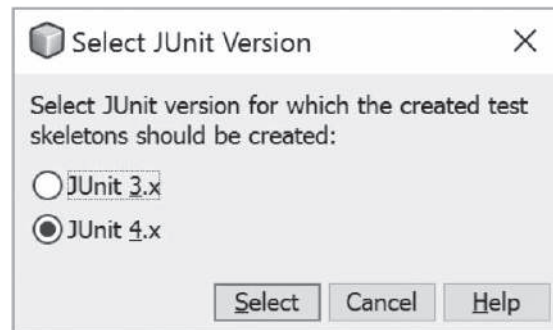 Select JUnit Version
Select JUnit version for which the created test
skeletons should be created:
JUnit 3.x
JUnit 4.x
Select Cancel Help